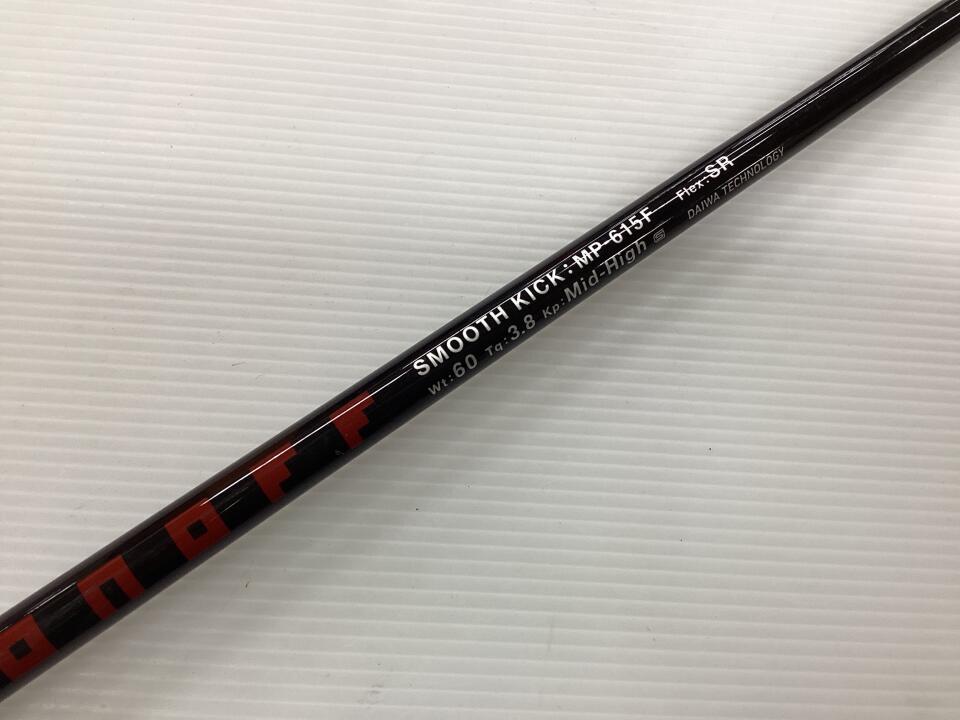 onoff
SMOOTH KICK: MP-615F Flex:SR
Wt:60 Tq:3.8 Kp:Mid-High
DAIWA TECHNOLOGY